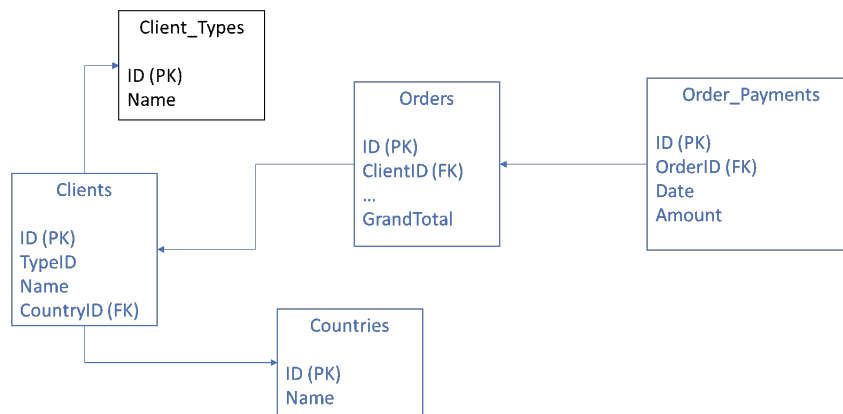 Client_Types
ID (PK)
Name
Orders
ID (PK)
ClientID (FK)
...
GrandTotal
Order_Payments
ID (PK)
OrderID (FK)
Date
Amount
Clients
ID (PK)
TypeID
Name
CountryID (FK)
Countries
ID (PK)
Name